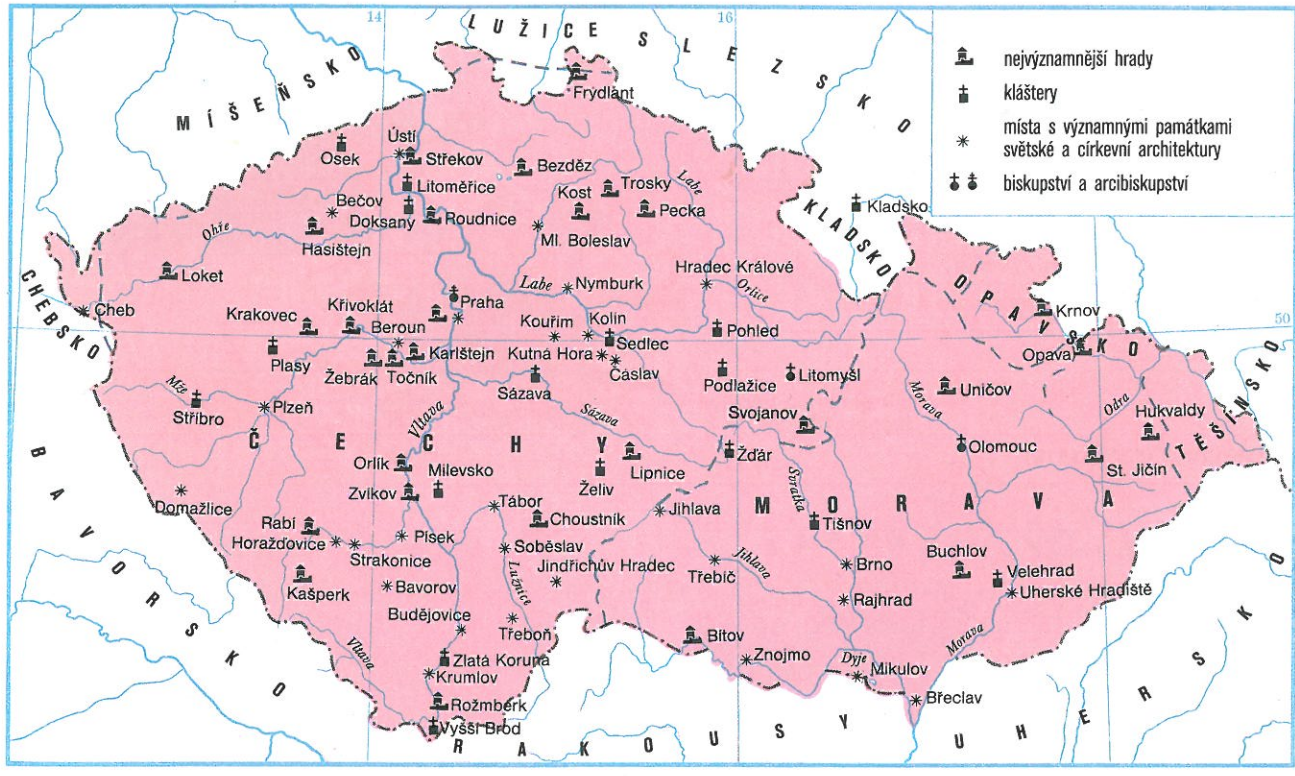 14
16
50
LUŽICE
SLEZSKO
MÍŠEŇSKO
KLADSKO
CHEBSKO
BAVORSKO
RAKOUSY
UHERSKO
OPAVSKO
TĚŠÍNSKO
ČECHY
MORAVA
nejvýznamnější hrady
kláštery
místa s významnými památkami
světské a církevní architektury
biskupství a arcibiskupství
Frýdlant
Ústí
Osek
Střekov
Bezděz
Litoměřice
Kost
Trosky
Labe
Bečov
Doksany
Roudnice
Pecka
Kladsko
Hasištejn
Ohře
Ml. Boleslav
Loket
Hradec Králové
Labe
Nymburk
Orlice
Cheb
Křivoklát
Praha
Krnov
Krakovec
Beroun
Kouřim
Kolín
Pohled
Karlštejn
Kutná Hora
Sedlec
Opava
Plasy
Žebrák
Točník
Čáslav
Podlažice
Litomyšl
Uničov
Mže
Stříbro
Sázava
Morava
Odra
Plzeň
Vltava
Sázava
Svojanov
Hukvaldy
Olomouc
Orlík
Milevsko
Lipnice
Žďár
St. Jičín
Zvíkov
Želiv
Svratka
Domažlice
Tábor
Jihlava
Rabí
Choustník
Tišnov
Horažďovice
Písek
Soběslav
Strakonice
Jindřichův Hradec
Třebíč
Jihlava
Brno
Buchlov
Kašperk
Bavorov
Lužnice
Velehrad
Uherské Hradiště
Rajhrad
Budějovice
Třeboň
Bítov
Vltava
Zlatá Koruna
Znojmo
Dyje
Mikulov
Morava
Krumlov
Břeclav
Rožmberk
Vyšší Brod